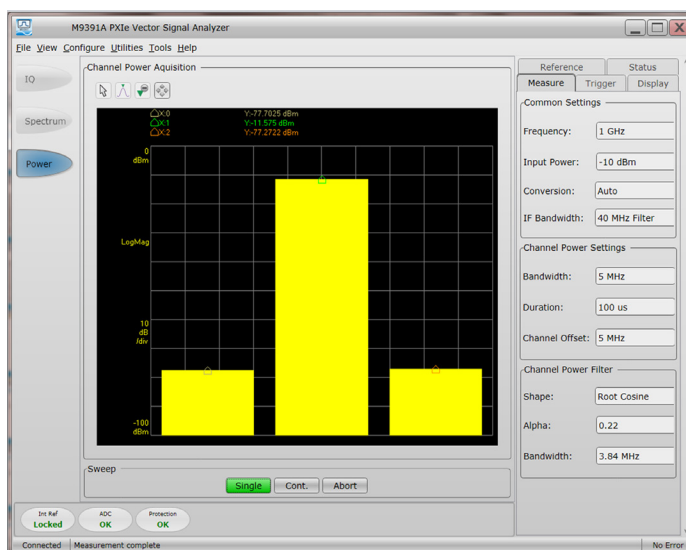 M9391A PXIe Vector Signal Analyzer
File View Configure Utilities Tools Help
IQ
Spectrum
Power
Channel Power Aquisition
X:0 Y:-77.7025 dBm
X:1 Y:-11.575 dBm
X:2 Y:-77.2722 dBm
0
dBm
LogMag
10
dB
/div
-100
dBm
Sweep
Single Cont. Abort
Reference Status
Measure Trigger Display
Common Settings
Frequency: 1 GHz
Input Power: -10 dBm
Conversion: Auto
IF Bandwidth: 40 MHz Filter
Channel Power Settings
Bandwidth: 5 MHz
Duration: 100 us
Channel Offset: 5 MHz
Channel Power Filter
Shape: Root Cosine
Alpha: 0.22
Bandwidth: 3.84 MHz
Int Ref
Locked
ADC
OK
Protection
OK
Connected Measurement complete No Error